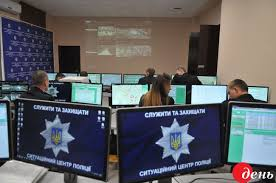 СЛУЖИТИ ТА ЗАХИЩАТИ
СИТУАЦІЙНИЙ ЦЕНТР ПОЛІЦІЇ
СЛУЖИТИ ТА ЗАХИЩАТИ
СИТУАЦІЙНИЙ ЦЕНТР ПОЛІЦІЇ
день